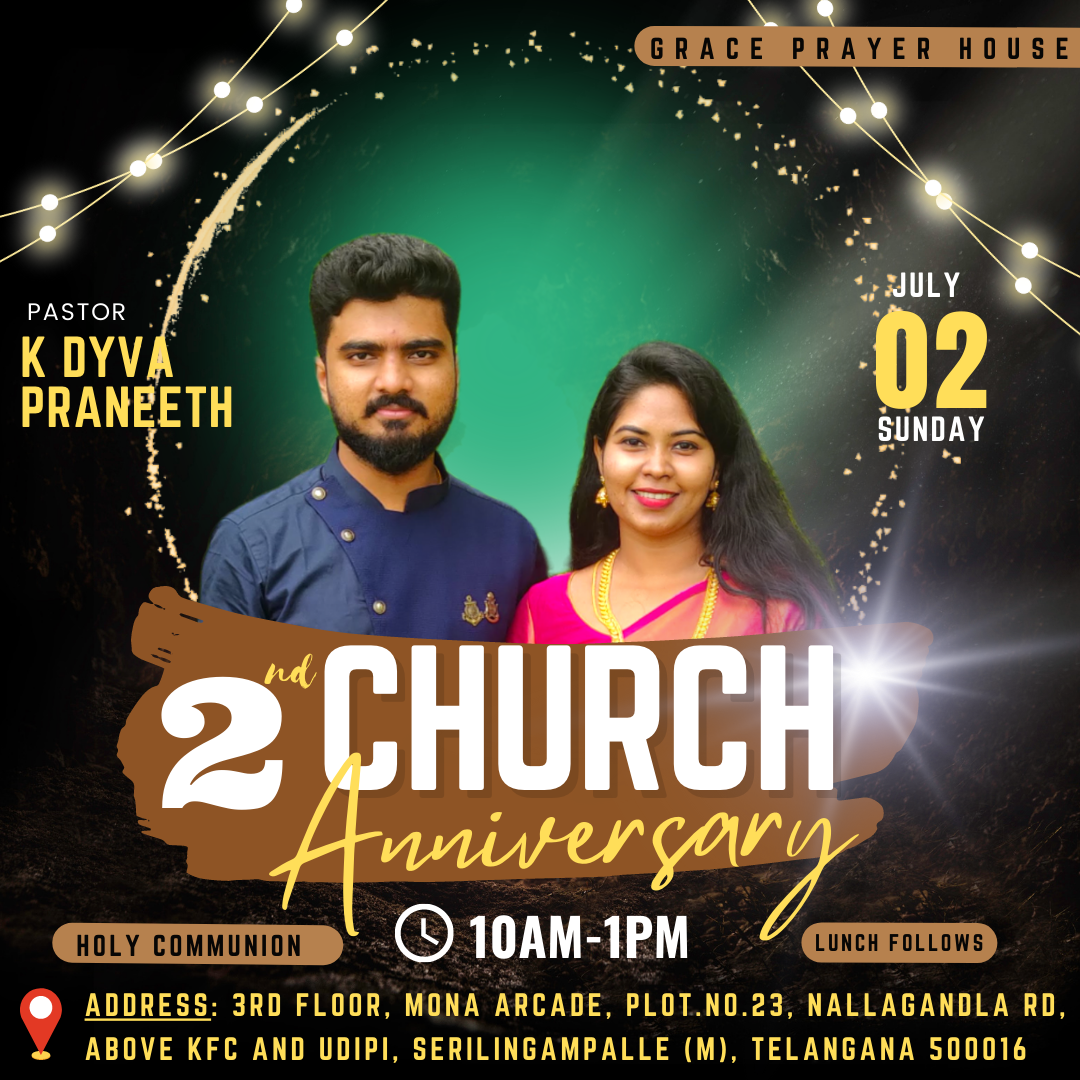 GRACE PRAYER HOUSE
PASTOR
K DYVA
PRANEETH
JULY
02
SUNDAY
2nd CHURCH
Anniversary
10AM-1PM
HOLY COMMUNION
LUNCH FOLLOWS
ADDRESS: 3RD FLOOR, MONA ARCADE, PLOT.NO.23, NALLAGANDLA RD,
ABOVE KFC AND UDIPI, SERILINGAMPALLE (M), TELANGANA 500016